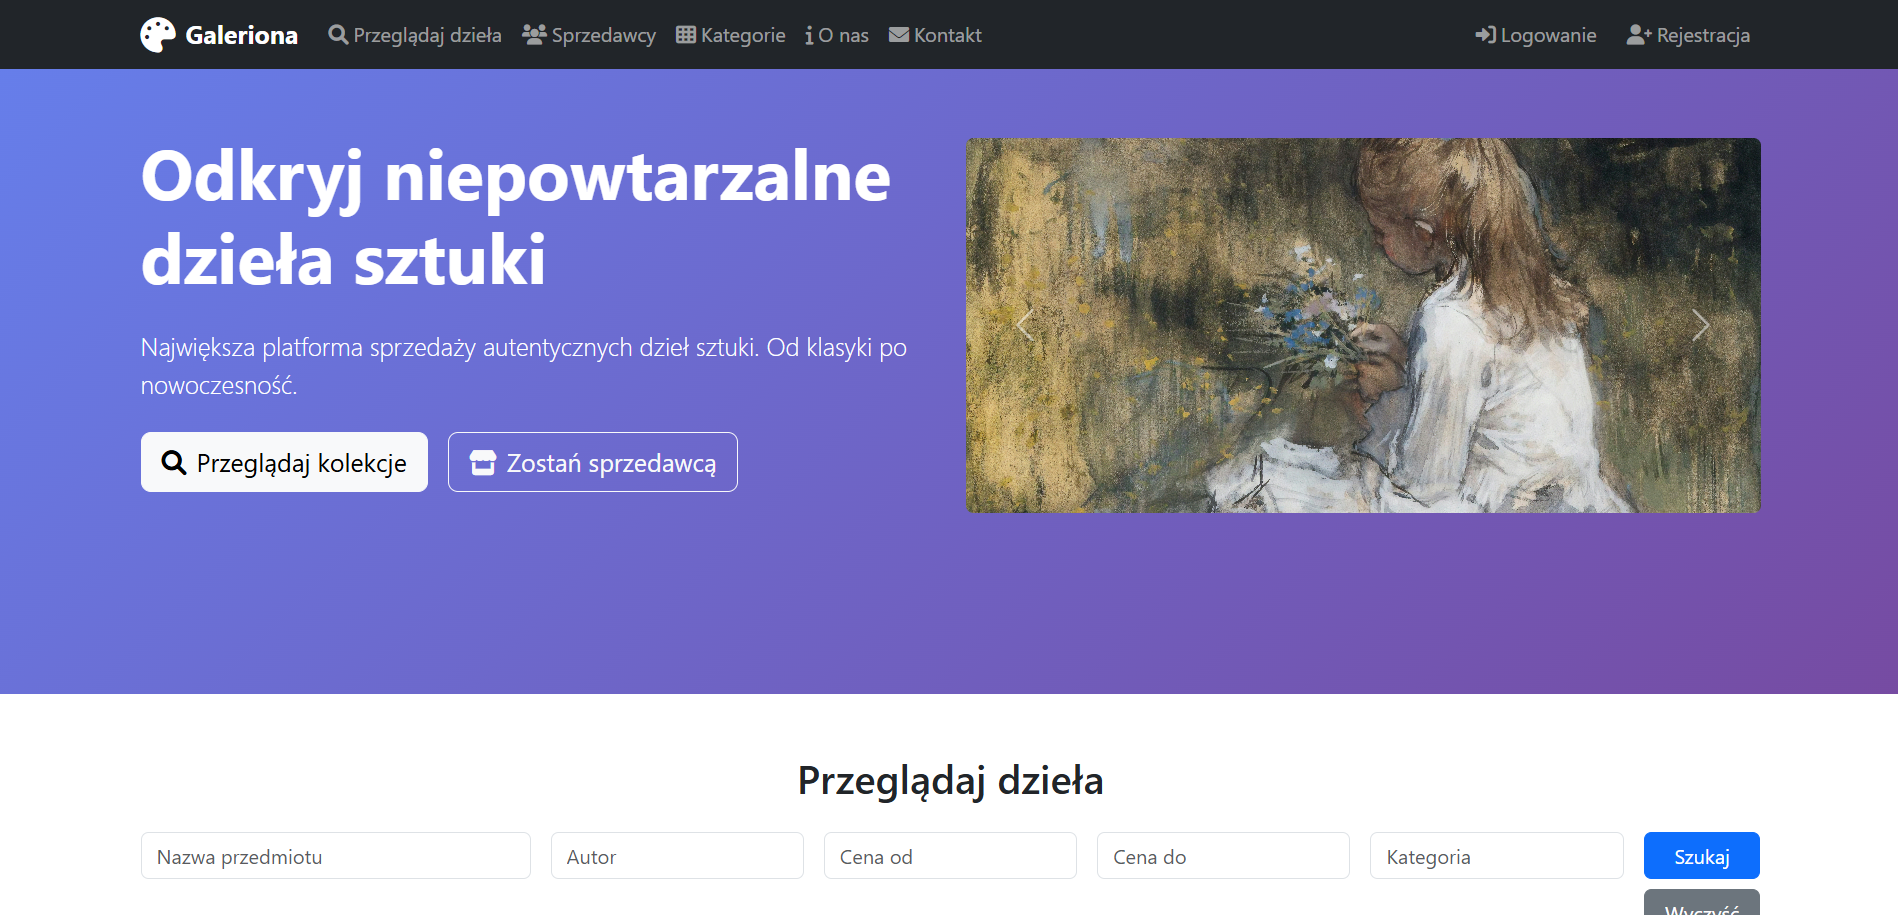 Galeriona Przeglądaj dzieła Sprzedawcy Kategorie O nas Kontakt Logowanie Rejestracja
Odkryj niepowtarzalne
dzieła sztuki
Największa platforma sprzedaży autentycznych dzieł sztuki. Od klasyki po
nowoczesność.
Przeglądaj kolekcje Zostań sprzedawcą
Przeglądaj dzieła
Nazwa przedmiotu Autor Cena od Cena do Kategoria Szukaj
Wyczyść